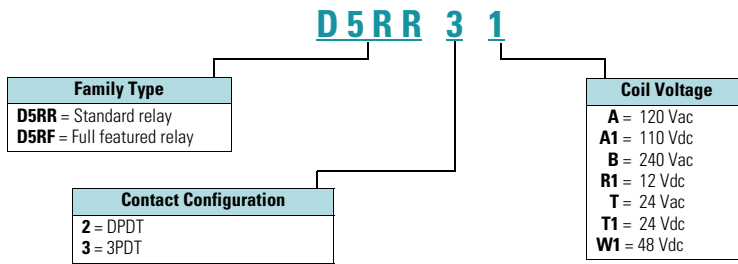 D5RR 3 1
Family Type
D5RR = Standard relay
D5RF = Full featured relay
Contact Configuration
2 = DPDT
3 = 3PDT
Coil Voltage
A = 120 Vac
A1 = 110 Vdc
B = 240 Vac
R1 = 12 Vdc
T = 24 Vac
T1 = 24 Vdc
W1 = 48 Vdc